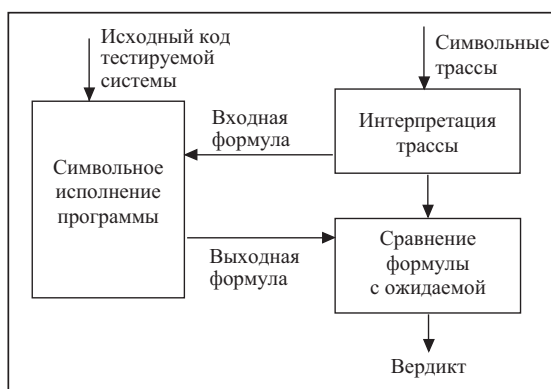 Исходный код
тестируемой
системы
Символьные
трассы
Входная
формула
Интерпретация
трассы
Символьное
исполнение
программы
Выходная
формула
Сравнение
формулы
с ожидаемой
Вердикт